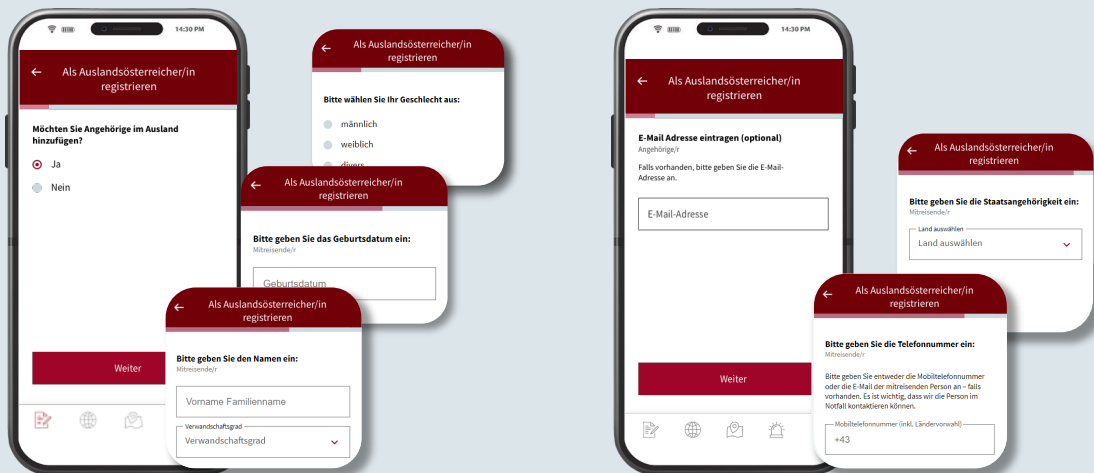 14:30 PM
Als Auslandsösterreicher/in
registrieren
Möchten Sie Angehörige im Ausland
hinzufügen?
Ja
Nein
Weiter
Als Auslandsösterreicher/in
registrieren
Bitte wählen Sie Ihr Geschlecht aus:
männlich
weiblich
divers
Als Auslandsösterreicher/in
registrieren
Bitte geben Sie das Geburtsdatum ein:
Mitreisende/r
Geburtsdatum
Als Auslandsösterreicher/in
registrieren
Bitte geben Sie den Namen ein:
Mitreisende/r
Vorname Familienname
Verwandschaftsgrad
Verwandschaftsgrad
14:30 PM
Als Auslandsösterreicher/in
registrieren
E-Mail Adresse eintragen (optional)
Angehörige/r
Falls vorhanden, bitte geben Sie die E-Mail-
Adresse an.
E-Mail-Adresse
Weiter
Als Auslandsösterreicher/in
registrieren
Bitte geben Sie die Staatsangehörigkeit ein:
Mitreisende/r
Land auswählen
Land auswählen
Als Auslandsösterreicher/in
registrieren
Bitte geben Sie die Telefonnummer ein:
Mitreisende/r
Bitte geben Sie entweder die Mobiltelefonnummer
oder die E-Mail der mitreisenden Person an – falls
vorhanden. Es ist wichtig, dass wir die Person im
Notfall kontaktieren können.
Mobiltelefonnummer (inkl. Ländervorwahl)
+43